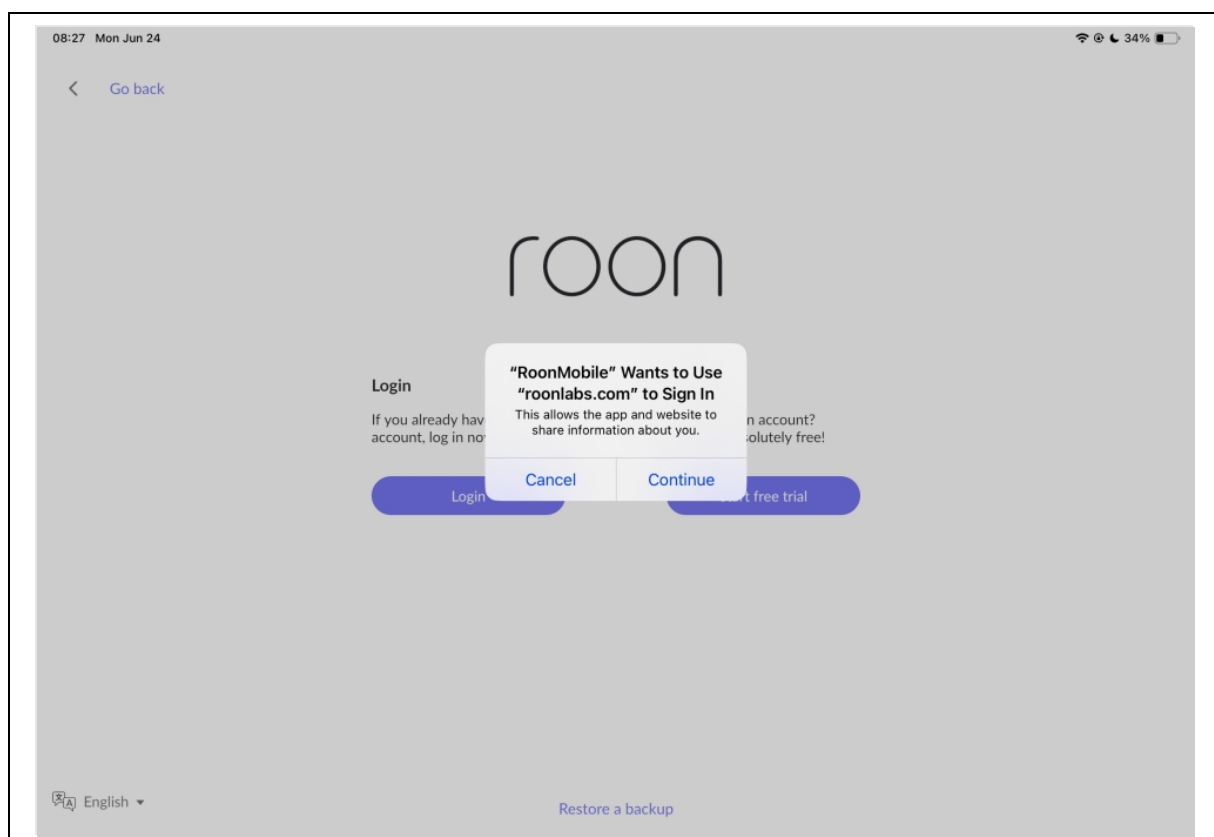 08:27 Mon Jun 24
34%
Go back
roon
"RoonMobile" Wants to Use
"roonlabs.com" to Sign In
This allows the app and website to
share information about you.
Cancel Continue
Login
If you already hav
account, log in
n account?
solutely free!
Login
free trial
English
Restore a backup